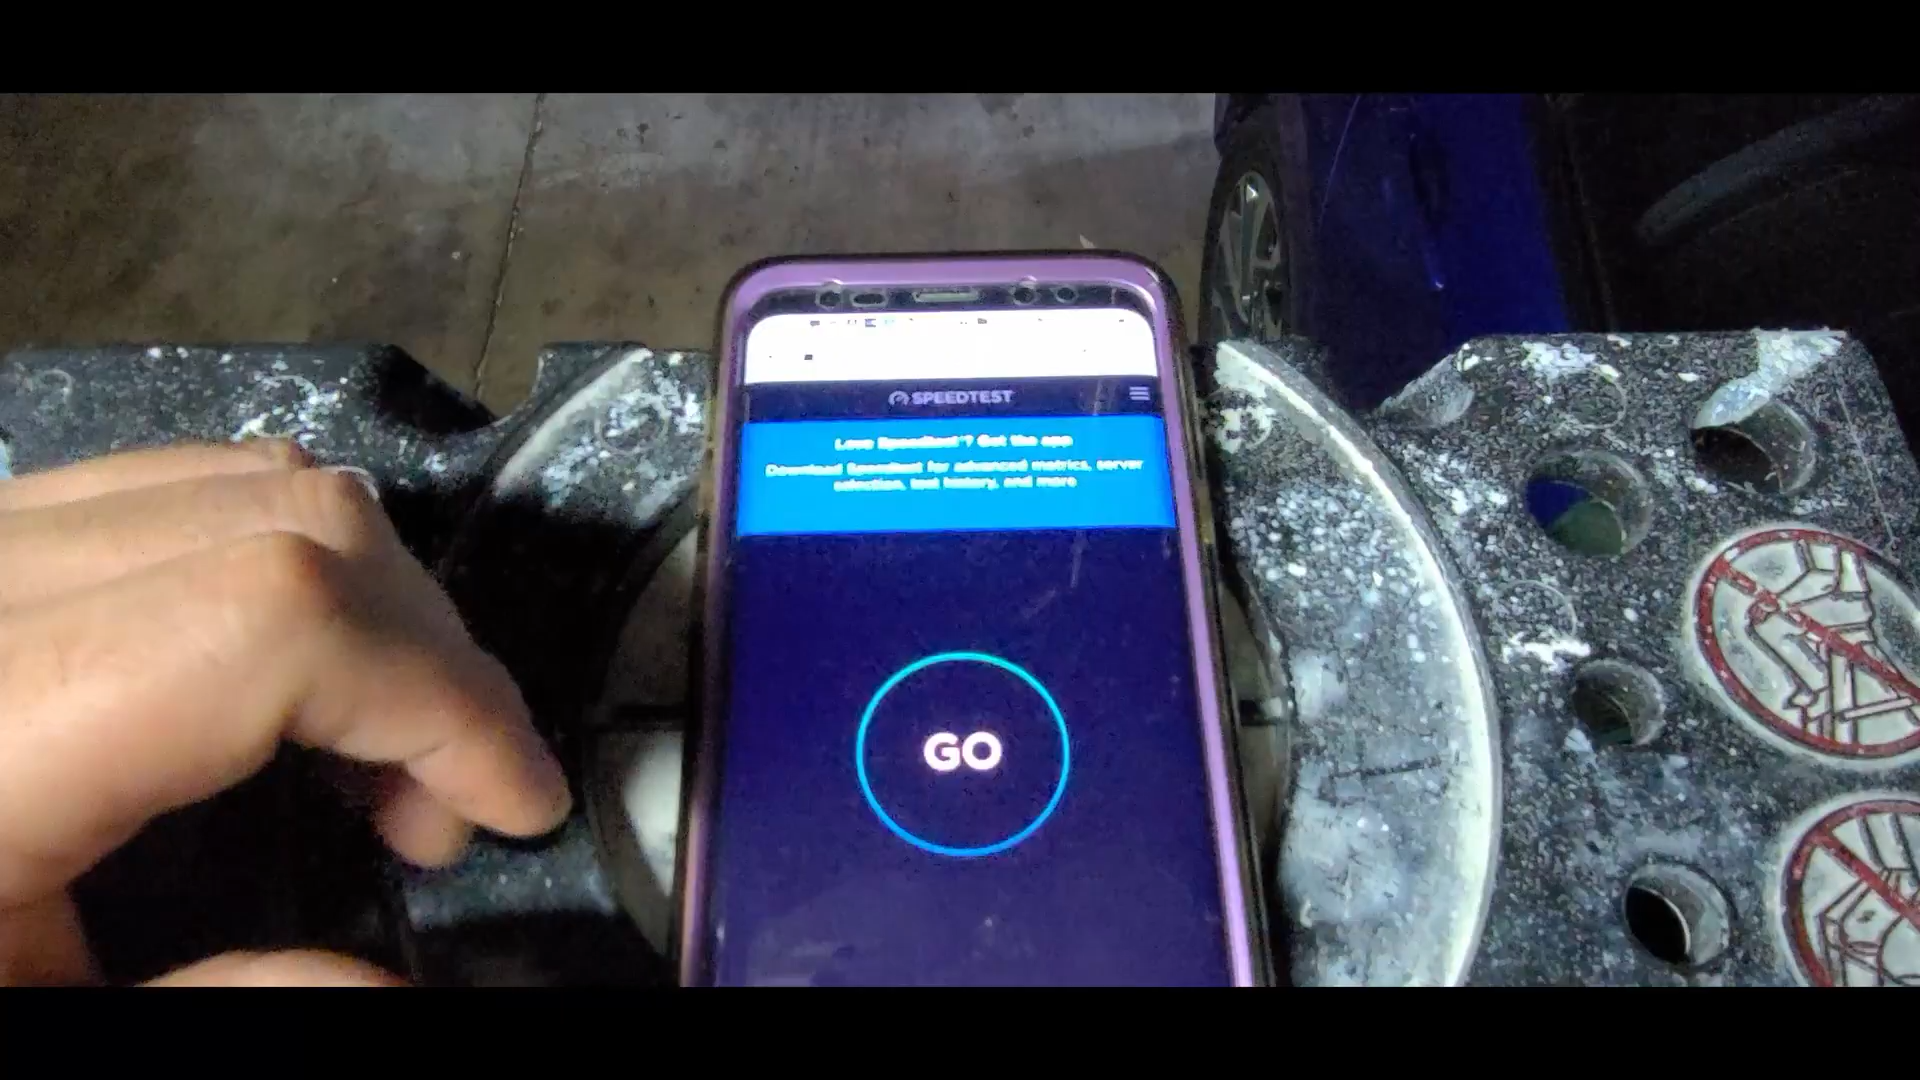 SPEEDTEST
Love Speedtest®? Get the app
Download Speedtest for advanced metrics, server
selection, test history, and more
GO